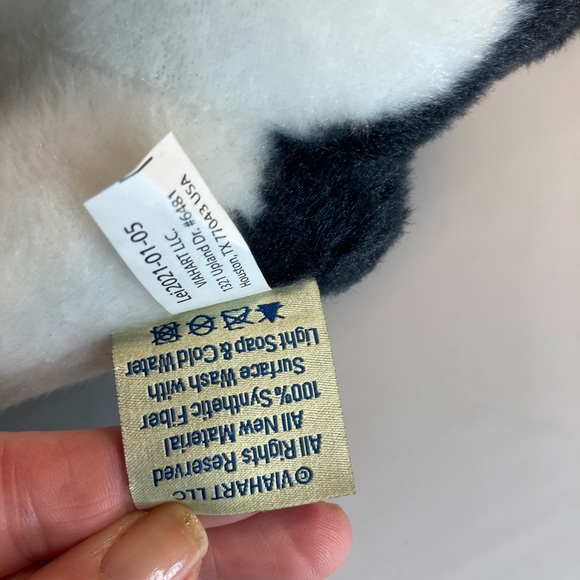 Lei2021-01-05
VIAHART LLC.
1321 Upland Dr. #6481
Houston, TX 77043 USA
©VIAHART LLC
All Rights Reserved
All New Material
100% Synthetic Fiber
Surface Wash with
Light Soap & Cold Water